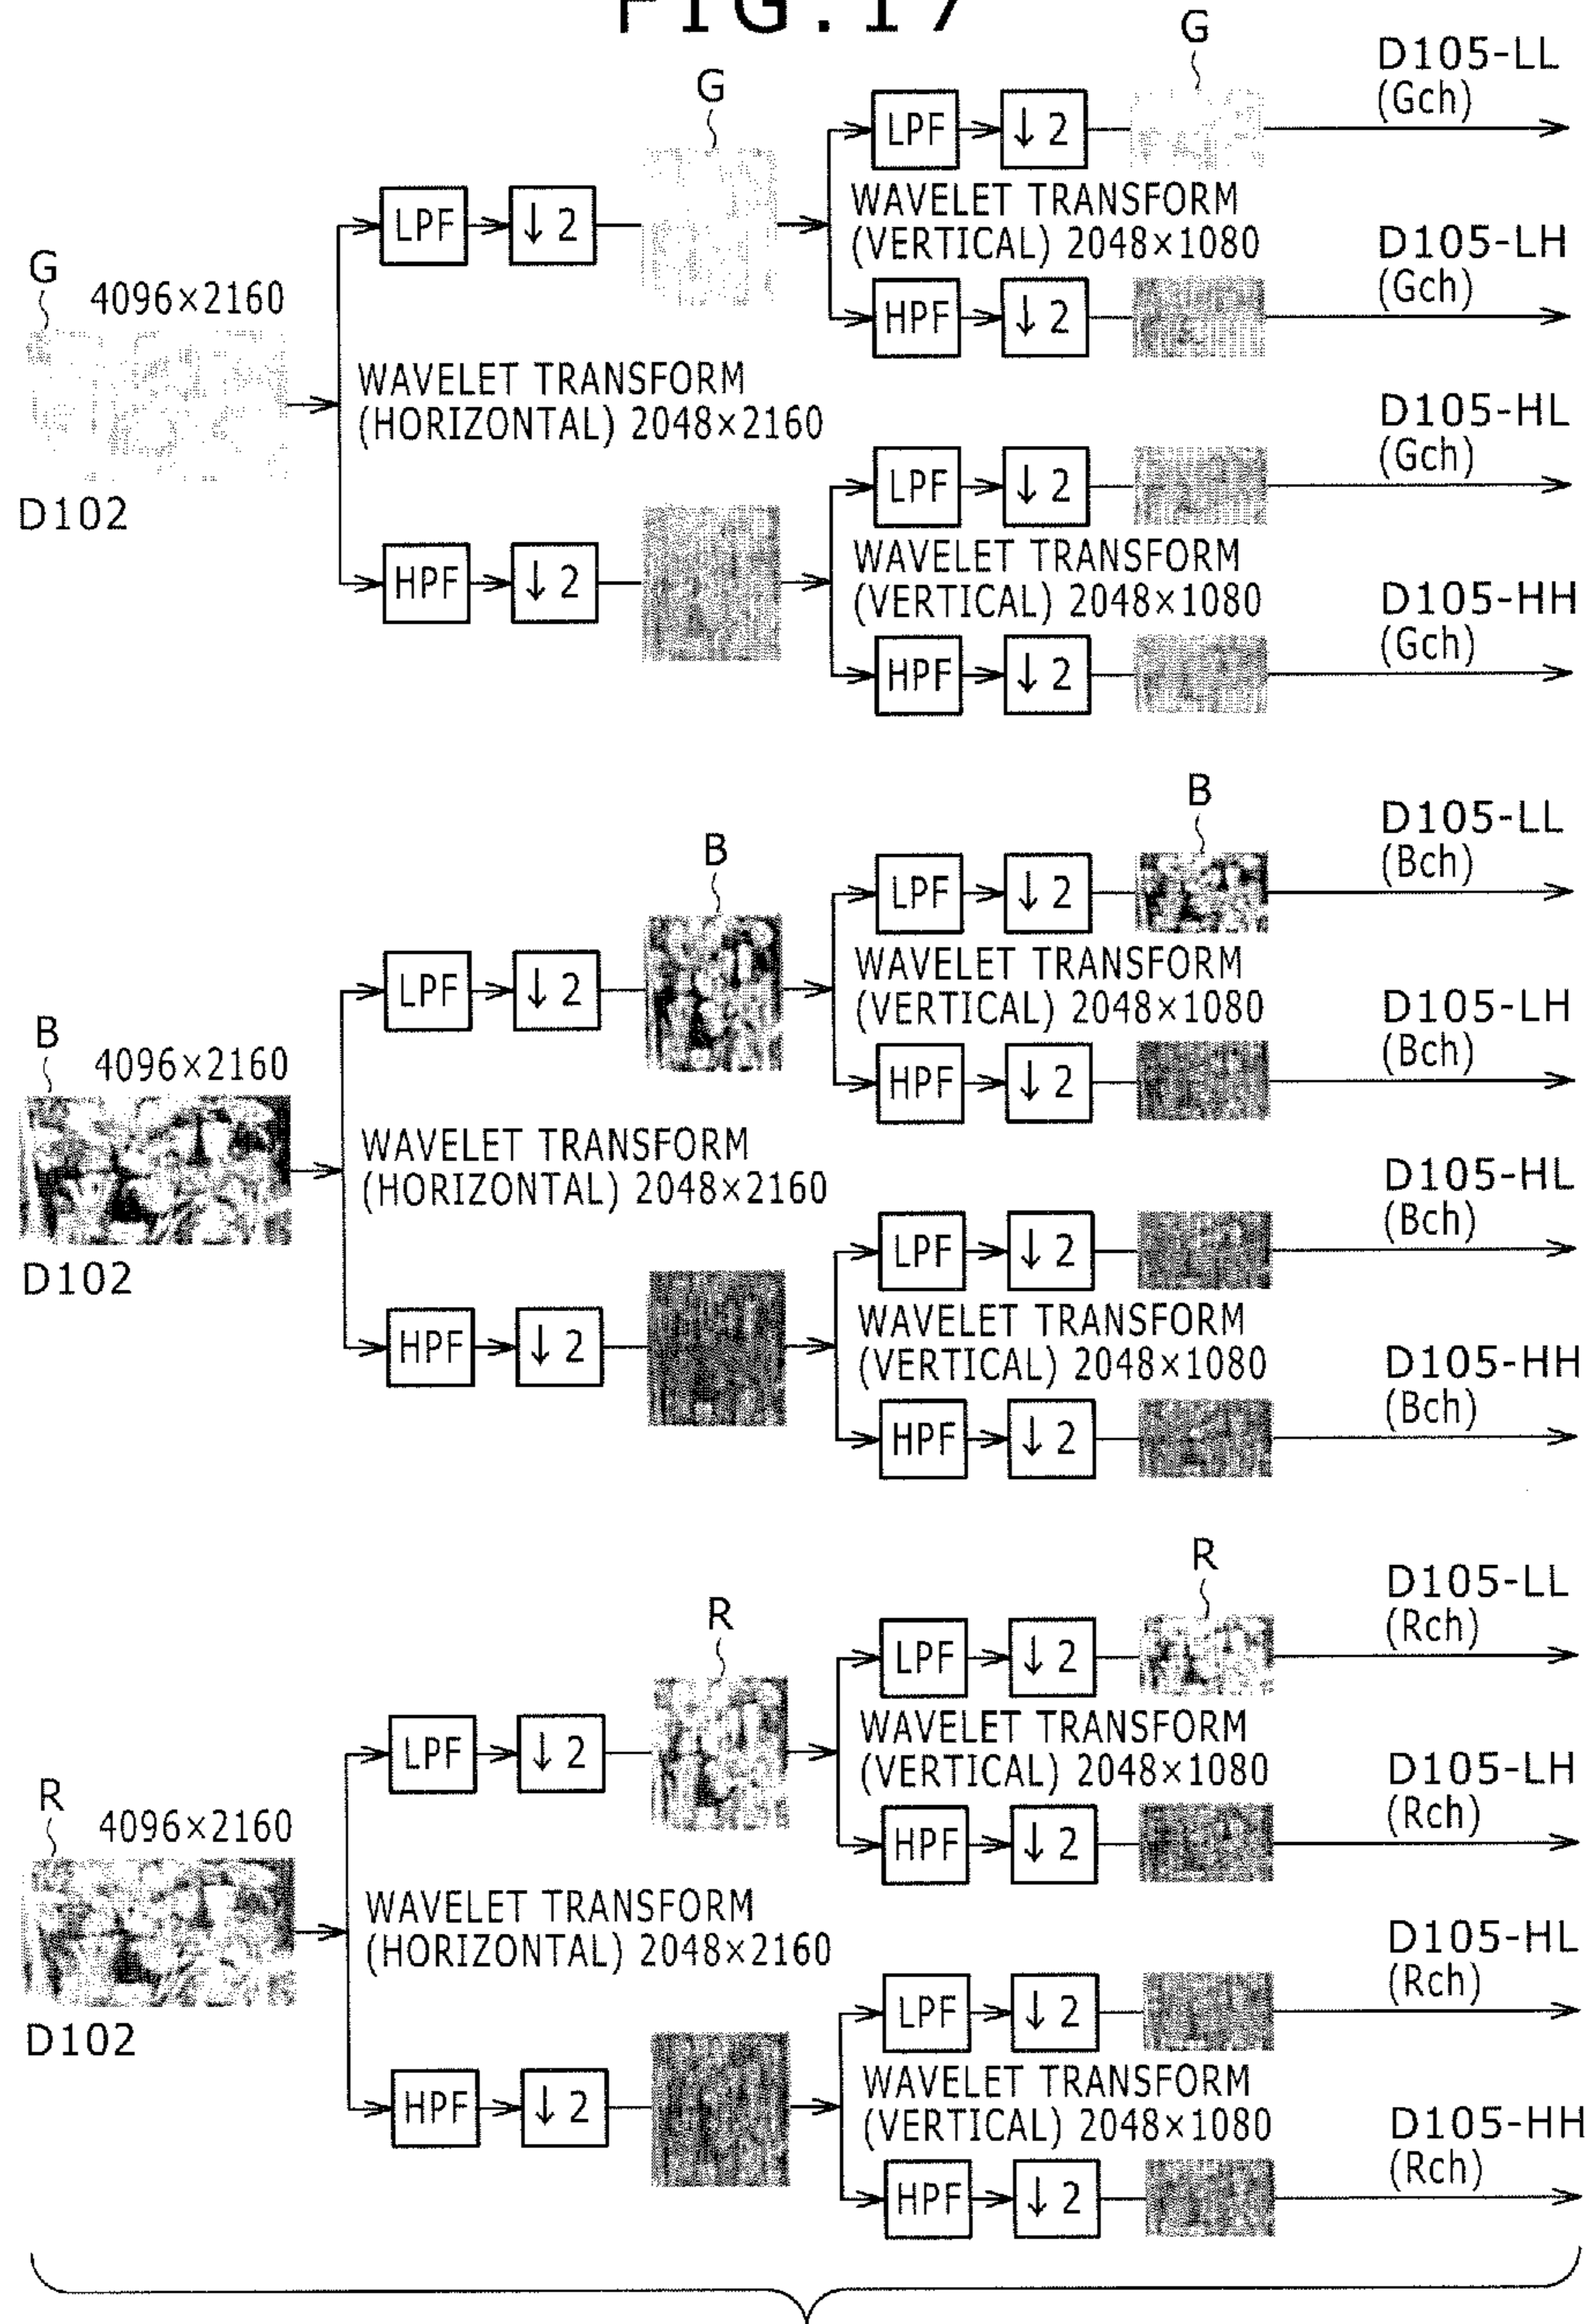 FIG.17
G
D105-LL
(Gch)
G
LPF
↓2
WAVELET TRANSFORM
(VERTICAL) 2048×1080
D105-LH
(Gch)
LPF
↓2
HPF
↓2
G
4096×2160
WAVELET TRANSFORM
(HORIZONTAL) 2048×2160
D102
D105-HL
(Gch)
LPF
↓2
WAVELET TRANSFORM
(VERTICAL) 2048×1080
HPF
↓2
D105-HH
(Gch)
HPF
↓2
B
D105-LL
(Bch)
B
LPF
↓2
WAVELET TRANSFORM
(VERTICAL) 2048×1080
D105-LH
(Bch)
LPF
↓2
HPF
↓2
B
4096×2160
WAVELET TRANSFORM
(HORIZONTAL) 2048×2160
D102
D105-HL
(Bch)
LPF
↓2
WAVELET TRANSFORM
(VERTICAL) 2048×1080
HPF
↓2
D105-HH
(Bch)
HPF
↓2
R
D105-LL
(Rch)
R
LPF
↓2
WAVELET TRANSFORM
(VERTICAL) 2048×1080
D105-LH
(Rch)
LPF
↓2
HPF
↓2
R
4096×2160
WAVELET TRANSFORM
(HORIZONTAL) 2048×2160
D102
D105-HL
(Rch)
LPF
↓2
WAVELET TRANSFORM
(VERTICAL) 2048×1080
HPF
↓2
D105-HH
(Rch)
HPF
↓2